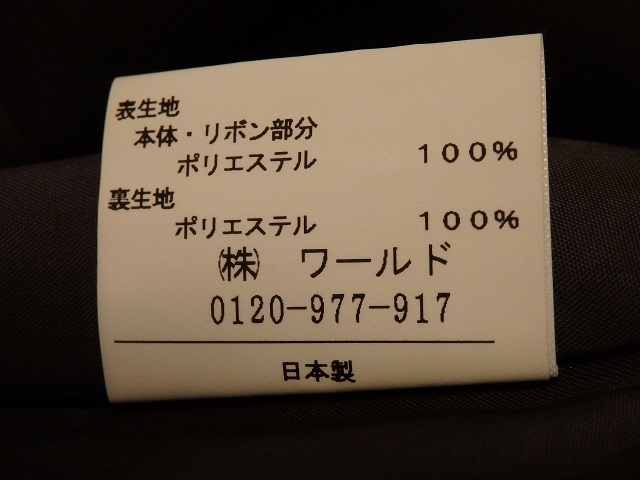 表生地
本体・リボン部分
ポリエステル 100%
裏生地
ポリエステル 100%
㈱ ワールド
0120-977-917
日本製